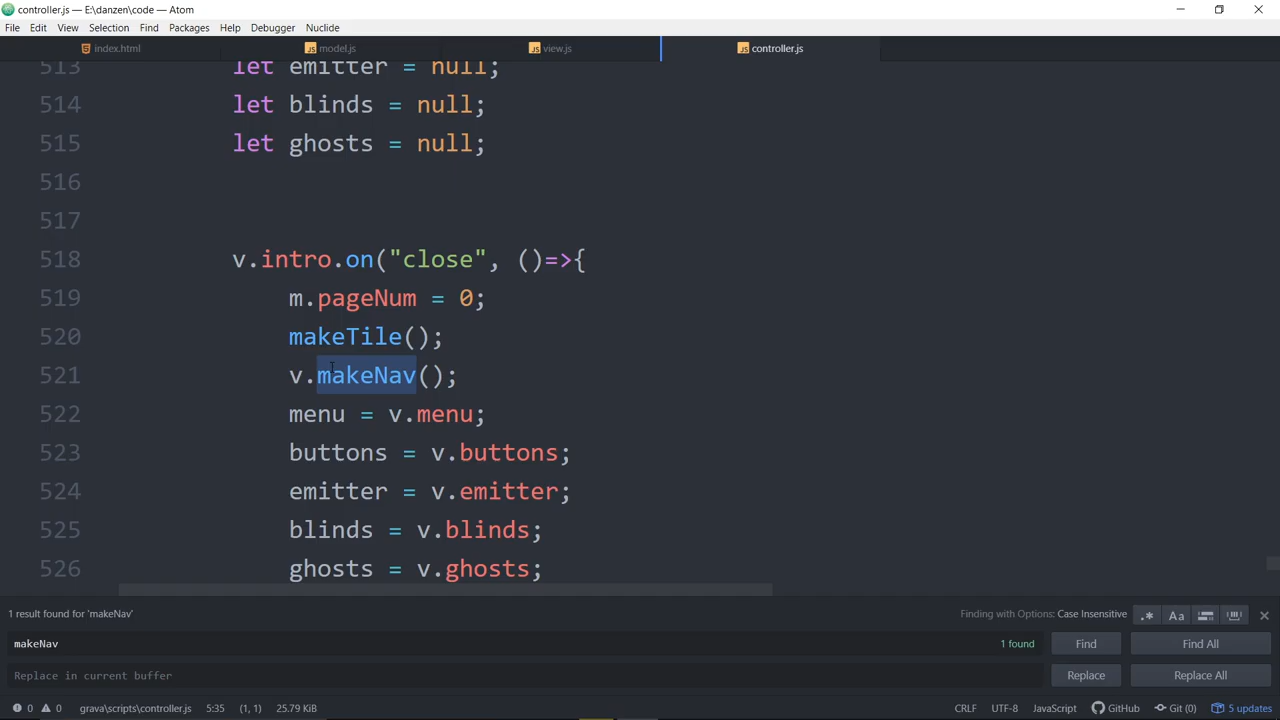 controller.js — E:\danzen\code — Atom
File Edit View Selection Find Packages Help Debugger Nuclide
index.html model.js view.js controller.js
513 let emitter = null;
514 let blinds = null;
515 let ghosts = null;
516
517
518 v.intro.on("close", ()=>{
519 m.pageNum = 0;
520 makeTile();
521 v.makeNav();
522 menu = v.menu;
523 buttons = v.buttons;
524 emitter = v.emitter;
525 blinds = v.blinds;
526 ghosts = v.ghosts;
1 result found for 'makeNav' Finding with Options: Case Insensitive .* Aa
makeNav 1 found Find Find All
Replace in current buffer Replace Replace All
0 0 grava\scripts\controller.js 5:35 (1, 1) 25.79 KiB CRLF UTF-8 JavaScript GitHub Git (0) 5 updates